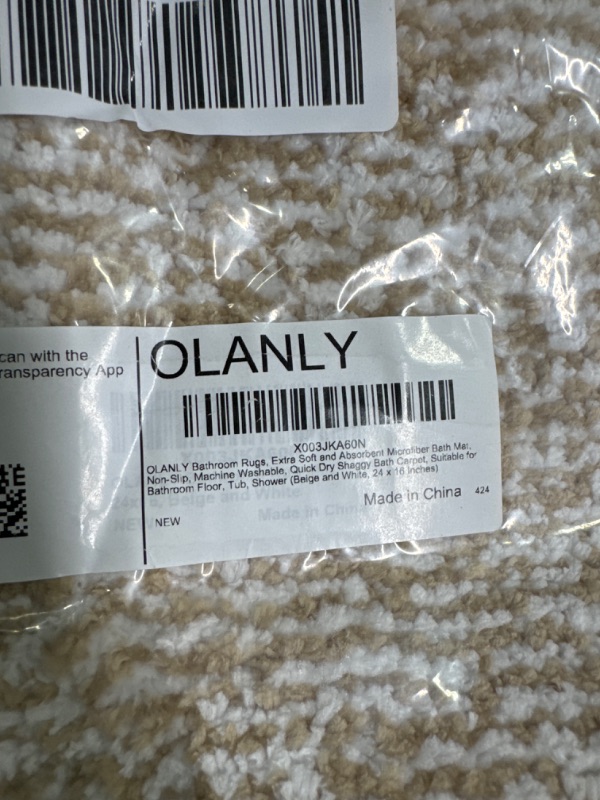 can with the
ransparency App
OLANLY
X003JKA60N
OLANLY Bathroom Rugs, Extra Soft and Absorbent Microfiber Bath Mat,
Non-Slip, Machine Washable, Quick Dry Shaggy Bath Carpet, Suitable for
Bathroom Floor, Tub, Shower (Beige and White, 24 x 16 Inches)
Made in China 424
NEW